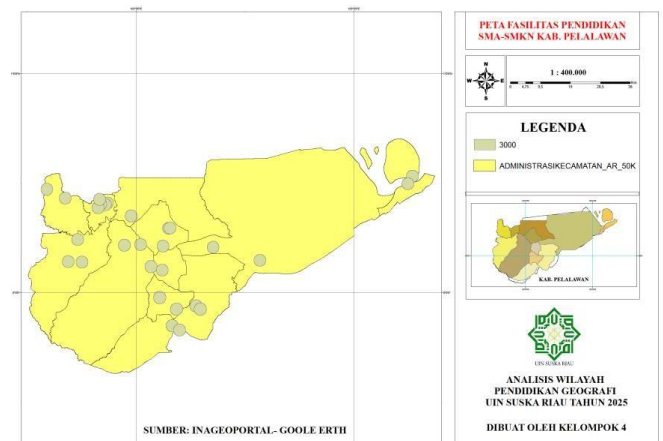 PETA FASILITAS PENDIDIKAN
SMA-SMKN KAB. PELALAWAN
N
W
E
S
1 : 400.000
LEGENDA
3000
ADMINISTRASIKECAMATAN_AR_50K
KAB. PELALAWAN
UIN SUSKA RIAU
ANALISIS WILAYAH
PENDIDIKAN GEOGRAFI
UIN SUSKA RIAU TAHUN 2025
DIBUAT OLEH KELOMPOK 4
SUMBER: INAGEOPORTAL- GOOLE ERTH